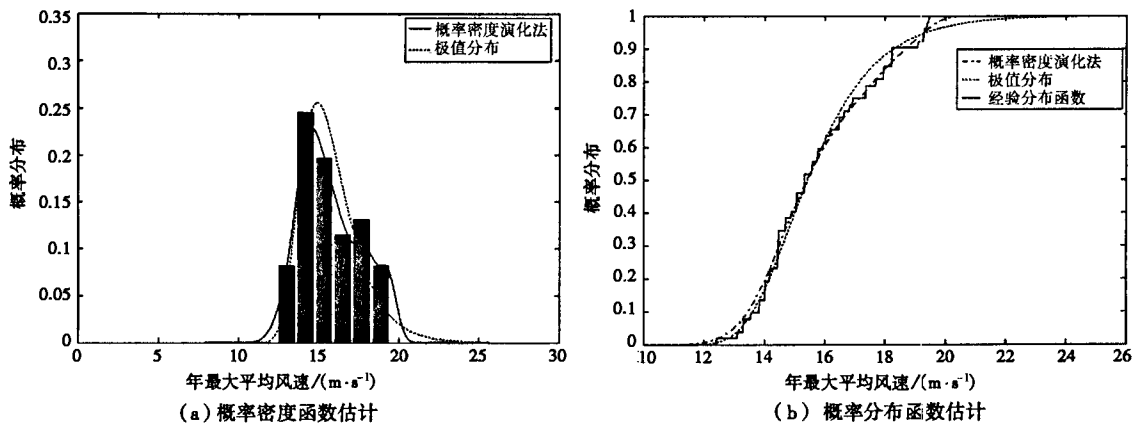 0.35
0.3
0.25
0.2
0.15
0.1
0.05
0
概率分布
概率密度演化法
极值分布
0 5 10 15 20 25 30
年最大平均风速/(m·s⁻¹)
(a)概率密度函数估计
1
0.9
0.8
0.7
0.6
0.5
0.4
0.3
0.2
0.1
0
概率分布
概率密度演化法
极值分布
经验分布函数
10 12 14 16 18 20 22 24 26
年最大平均风速/(m·s⁻¹)
(b) 概率分布函数估计